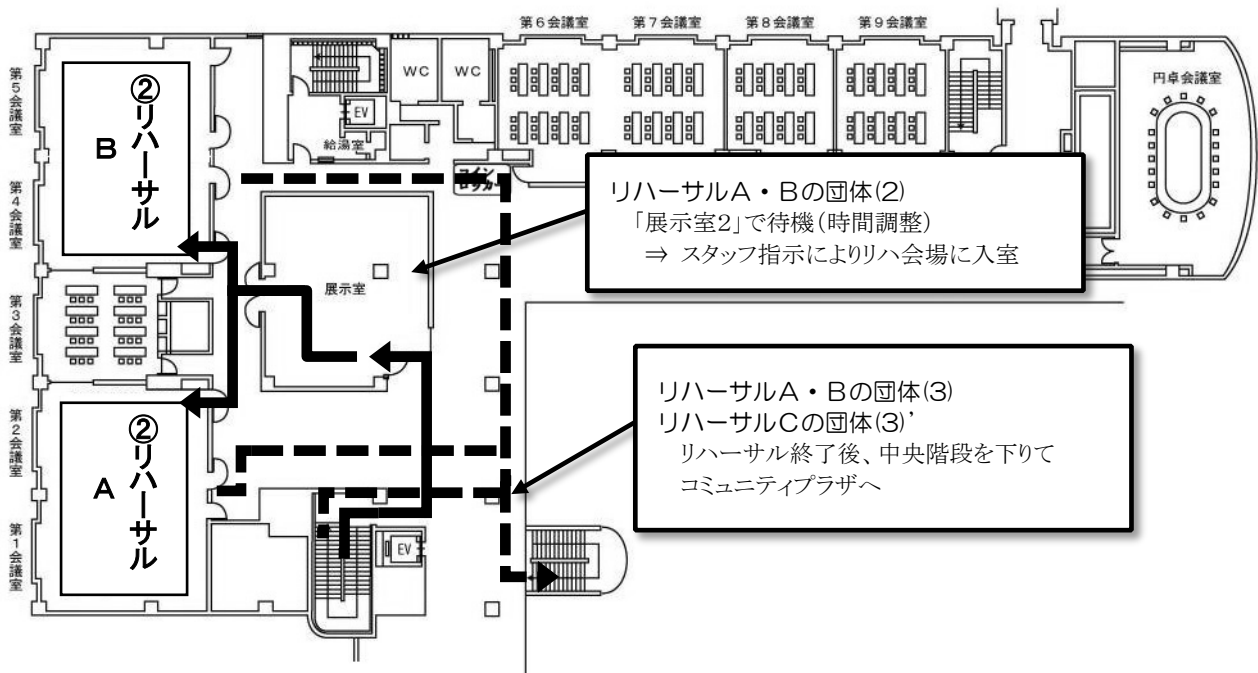 第6会議室
第7会議室
第8会議室
第9会議室
円卓会議室
WC
WC
EV
給湯室
コイン
ロッカー
第5会議室
第4会議室
第3会議室
第2会議室
第1会議室
②リハーサル
B
②リハーサル
A
展示室
EV
リハーサルA・Bの団体(2)
「展示室2」で待機(時間調整)
⇒ スタッフ指示によりリハ会場に入室
リハーサルA・Bの団体(3)
リハーサルCの団体(3)’
リハーサル終了後、中央階段を下りて
コミュニティプラザへ